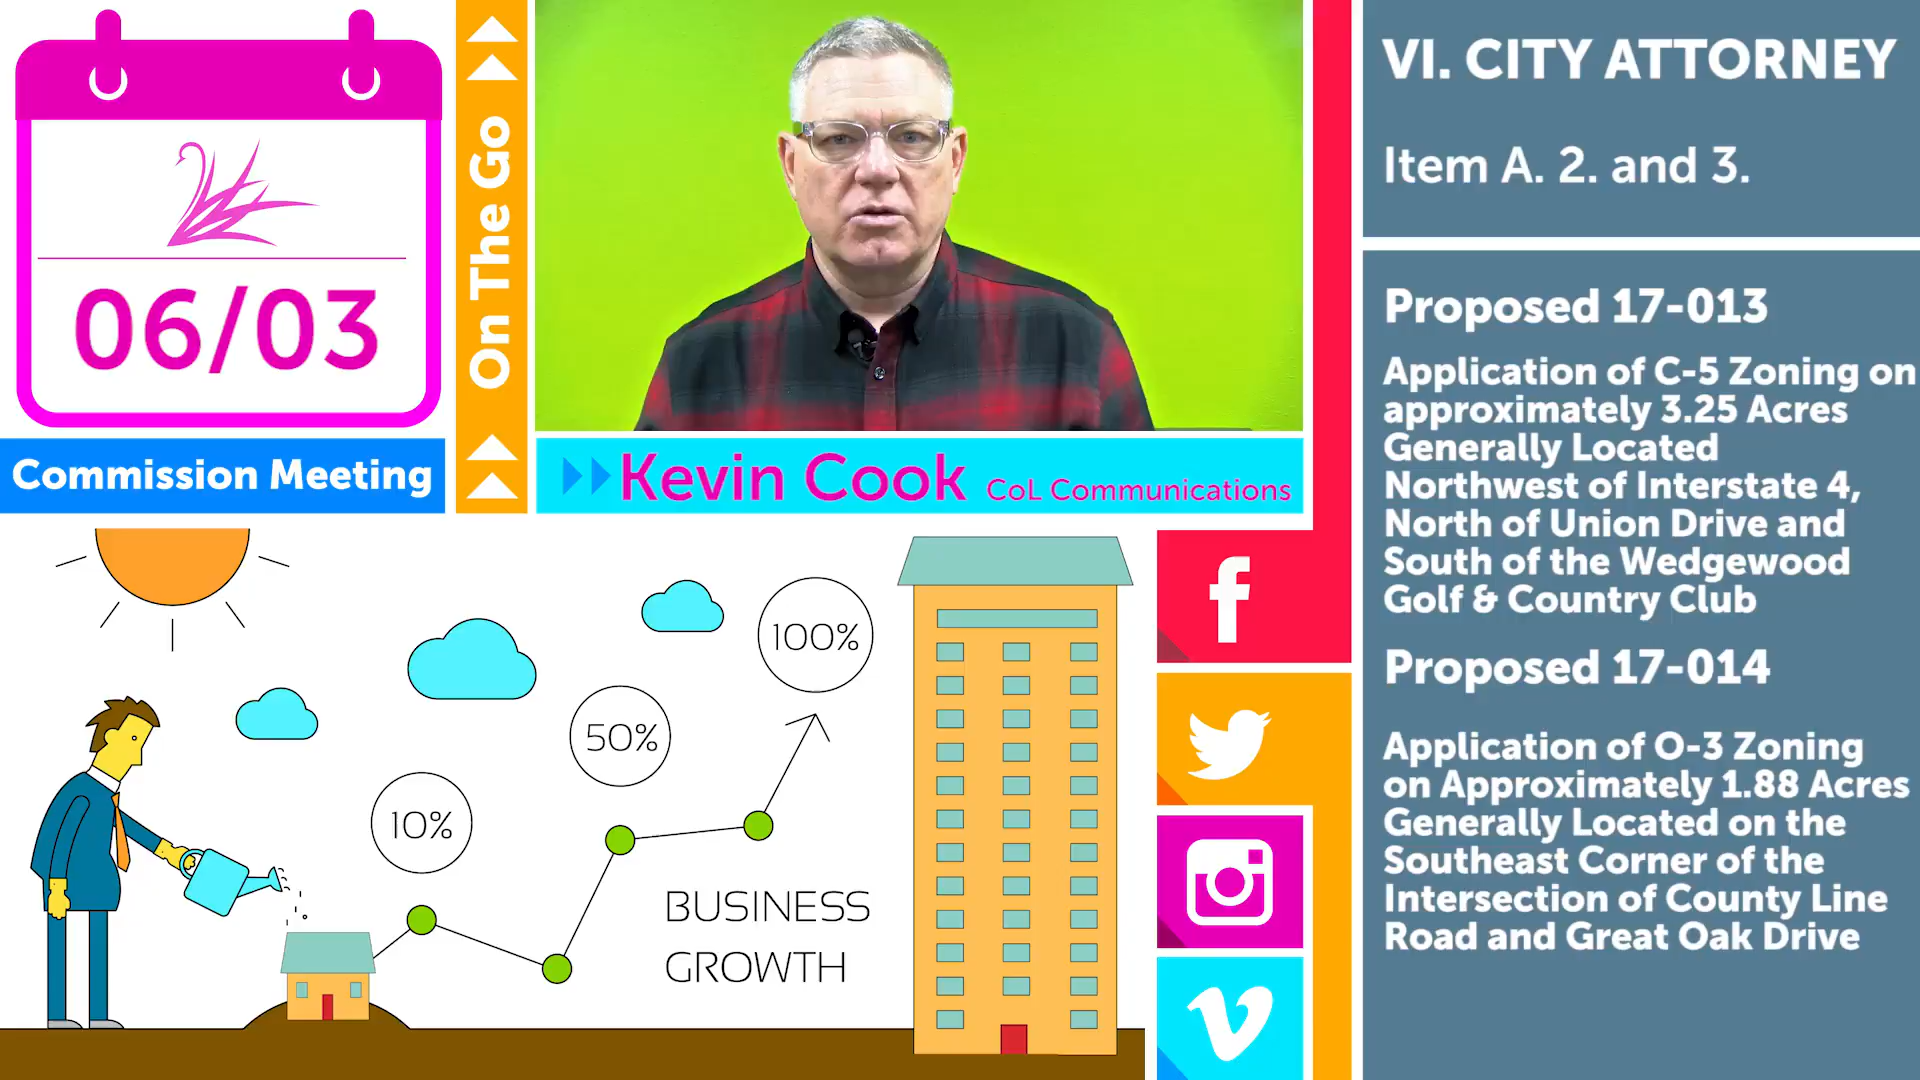 06/03
Commission Meeting
On The Go
Kevin Cook CoL Communications
10%
50%
100%
BUSINESS
GROWTH
VI. CITY ATTORNEY
Item A. 2. and 3.
Proposed 17-013
Application of C-5 Zoning on
approximately 3.25 Acres
Generally Located
Northwest of Interstate 4,
North of Union Drive and
South of the Wedgewood
Golf & Country Club
Proposed 17-014
Application of O-3 Zoning
on Approximately 1.88 Acres
Generally Located on the
Southeast Corner of the
Intersection of County Line
Road and Great Oak Drive